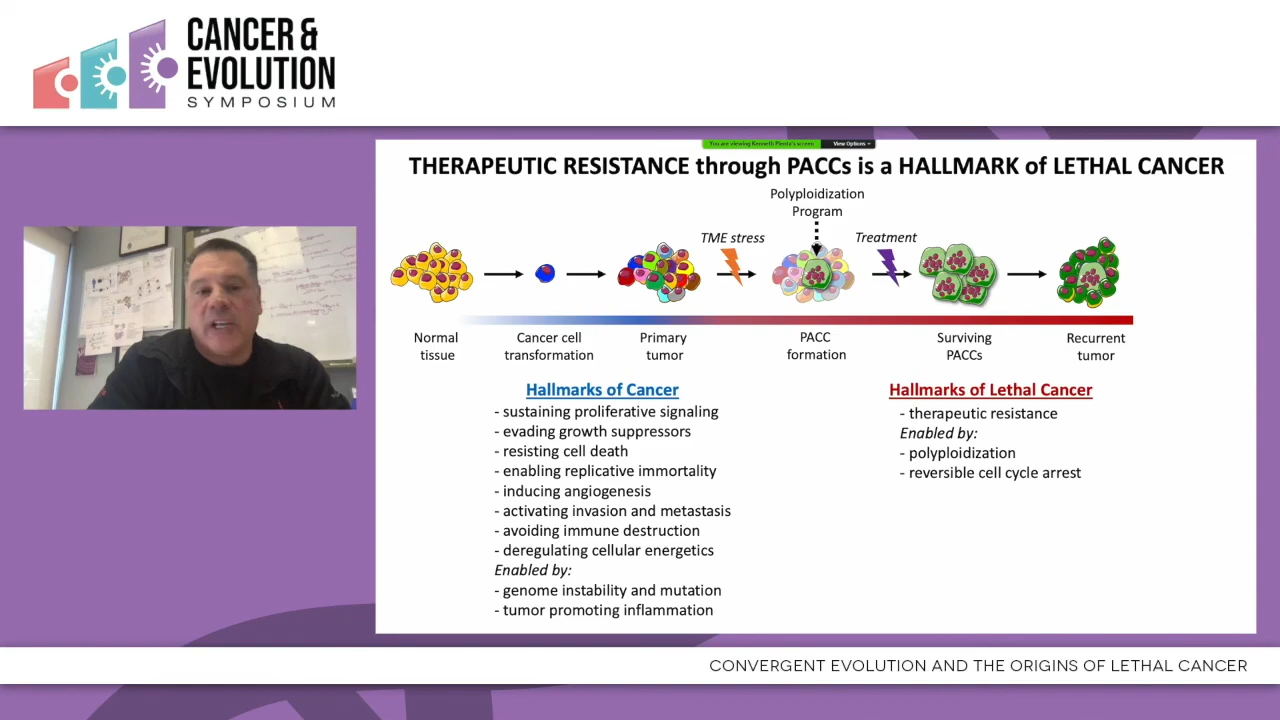 CANCER &
EVOLUTION
SYMPOSIUM
You are viewing Kenneth Pienta's screen
View Options
THERAPEUTIC RESISTANCE through PACCs is a HALLMARK of LETHAL CANCER
Polyploidization
Program
TME stress
Treatment
Normal
tissue
Cancer cell
transformation
Primary
tumor
PACC
formation
Surviving
PACCs
Recurrent
tumor
Hallmarks of Cancer
- sustaining proliferative signaling
- evading growth suppressors
- resisting cell death
- enabling replicative immortality
- inducing angiogenesis
- activating invasion and metastasis
- avoiding immune destruction
- deregulating cellular energetics
Enabled by:
- genome instability and mutation
- tumor promoting inflammation
Hallmarks of Lethal Cancer
- therapeutic resistance
Enabled by:
- polyploidization
- reversible cell cycle arrest
CONVERGENT EVOLUTION AND THE ORIGINS OF LETHAL CANCER